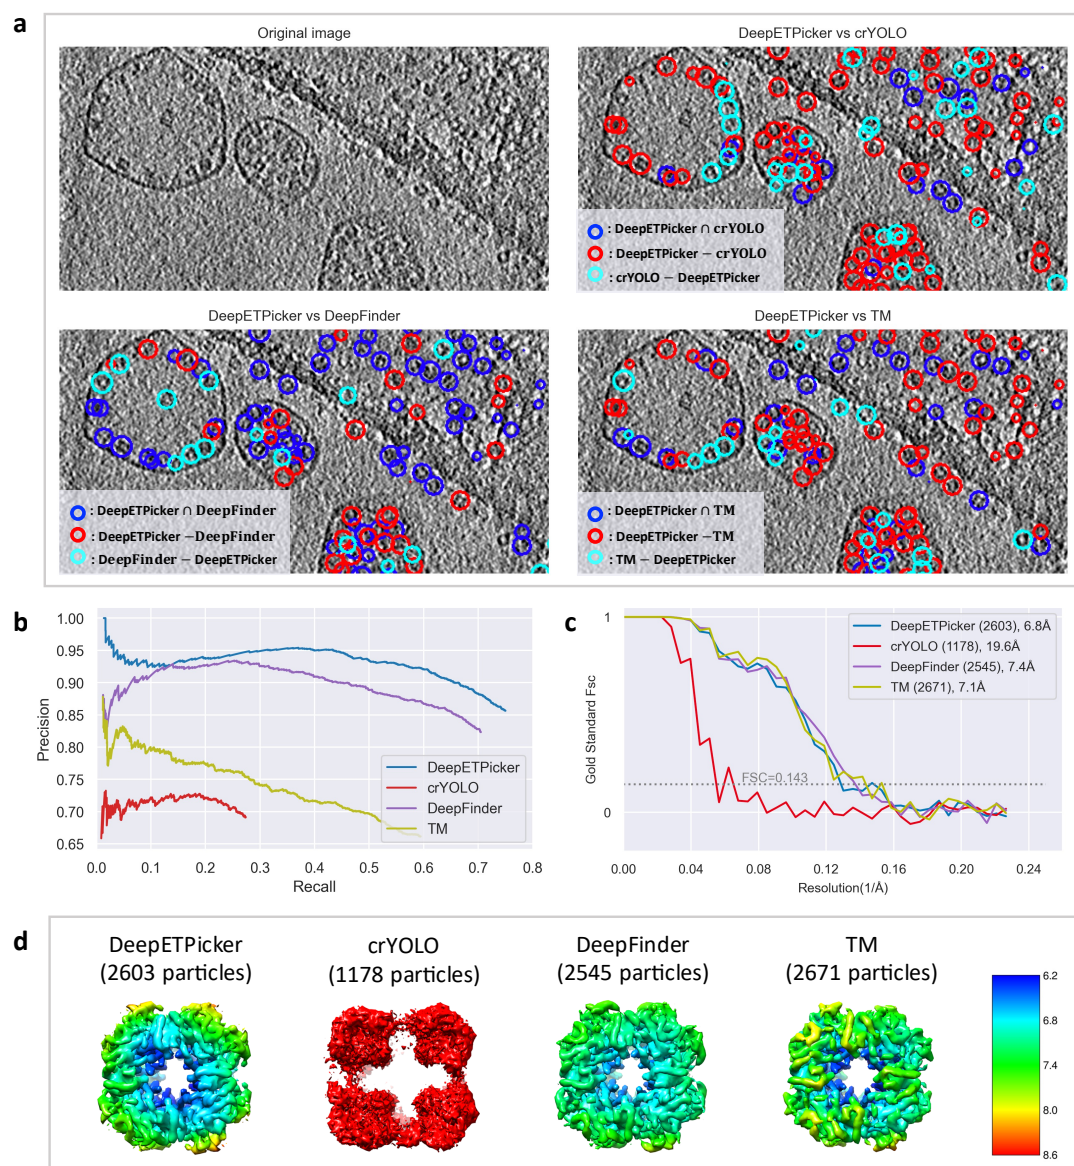 a
Original image
DeepETPicker vs crYOLO
: DeepETPicker ∩ crYOLO
: DeepETPicker − crYOLO
: crYOLO − DeepETPicker
DeepETPicker vs DeepFinder
DeepETPicker vs TM
: DeepETPicker ∩ DeepFinder
: DeepETPicker −DeepFinder
: DeepFinder − DeepETPicker
: DeepETPicker ∩ TM
: DeepETPicker −TM
: TM − DeepETPicker
b
1.00
0.95
0.90
0.85
0.80
0.75
0.70
0.65
Precision
0.0
0.1
0.2
0.3
0.4
0.5
0.6
0.7
0.8
Recall
DeepETPicker
crYOLO
DeepFinder
TM
c
1
0
Gold Standard Fsc
DeepETPicker (2603), 6.8Å
crYOLO (1178), 19.6Å
DeepFinder (2545), 7.4Å
TM (2671), 7.1Å
FSC=0.143
0.00
0.04
0.08
0.12
0.16
0.20
0.24
Resolution(1/Å)
d
DeepETPicker
(2603 particles)
crYOLO
(1178 particles)
DeepFinder
(2545 particles)
TM
(2671 particles)
6.2
6.8
7.4
8.0
8.6